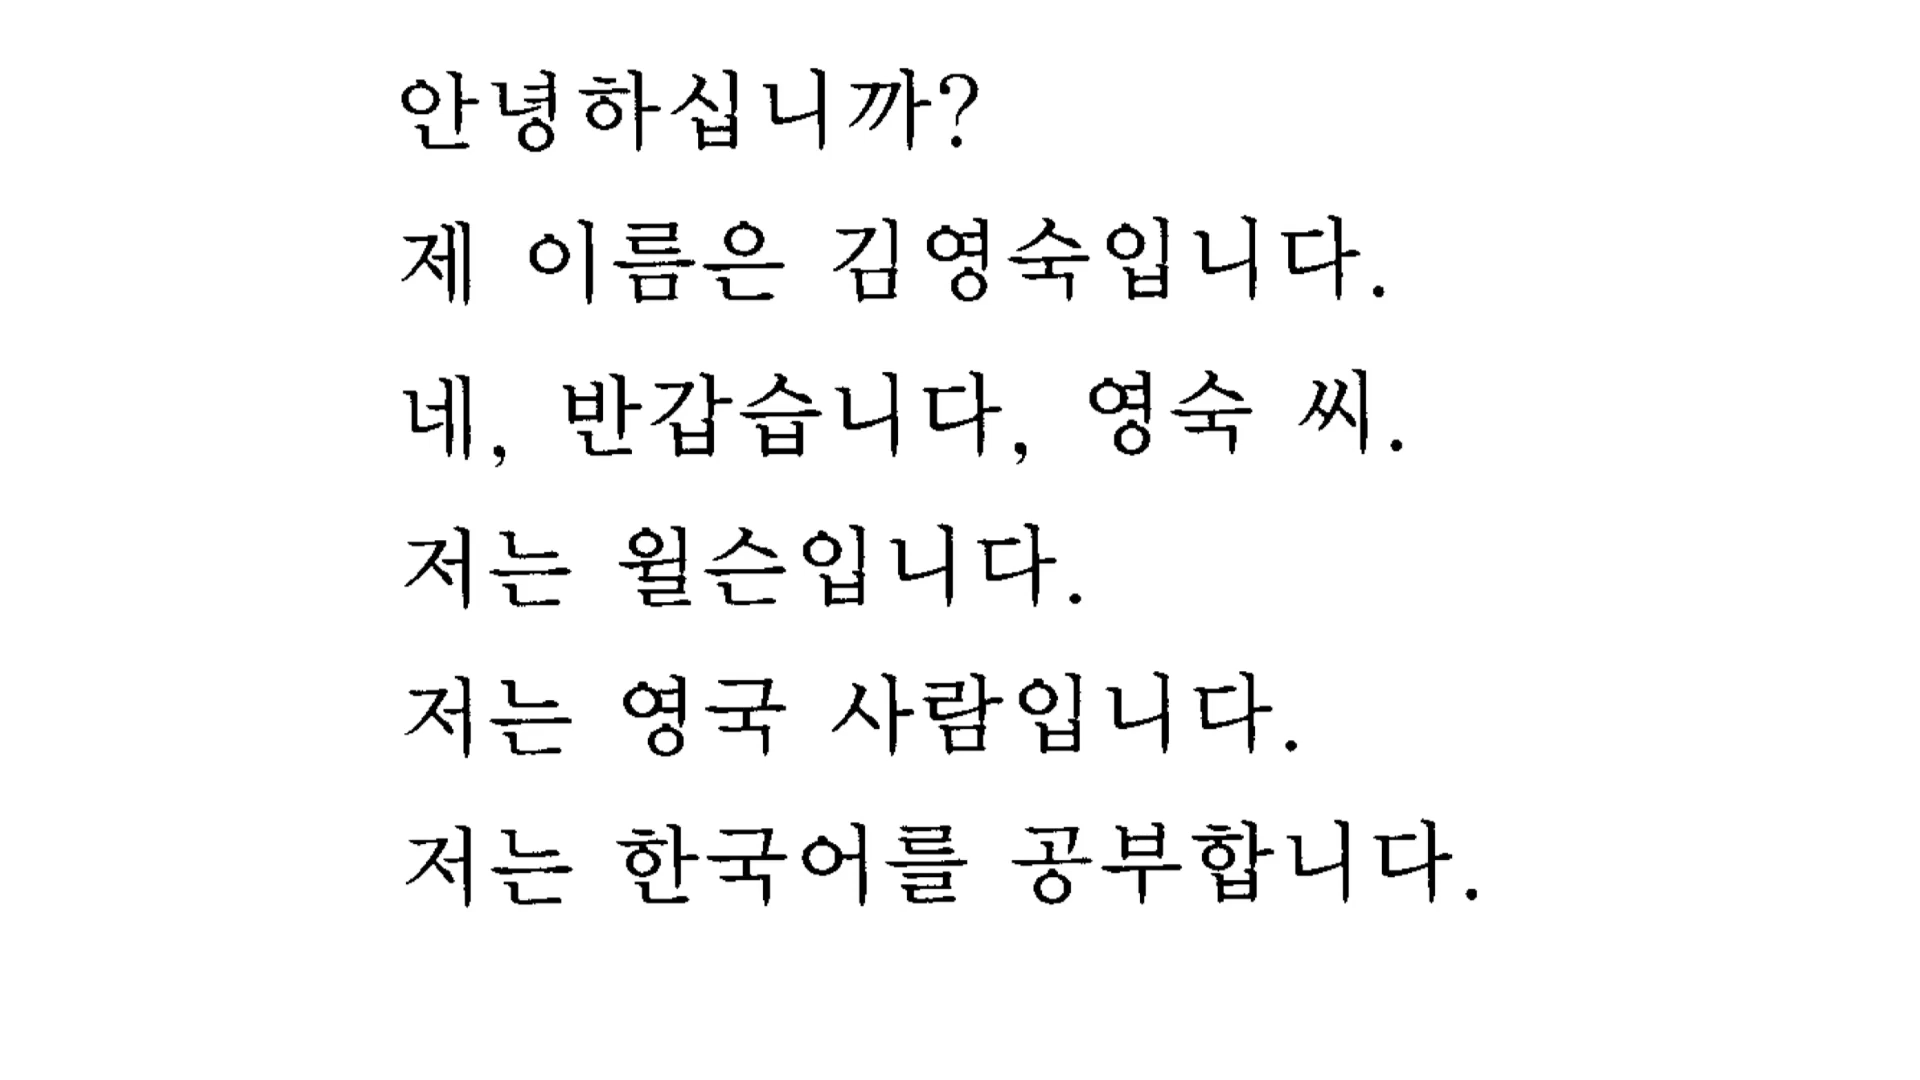 안녕하십니까?
제 이름은 김영숙입니다.
네, 반갑습니다, 영숙 씨.
저는 윌슨입니다.
저는 영국 사람입니다.
저는 한국어를 공부합니다.